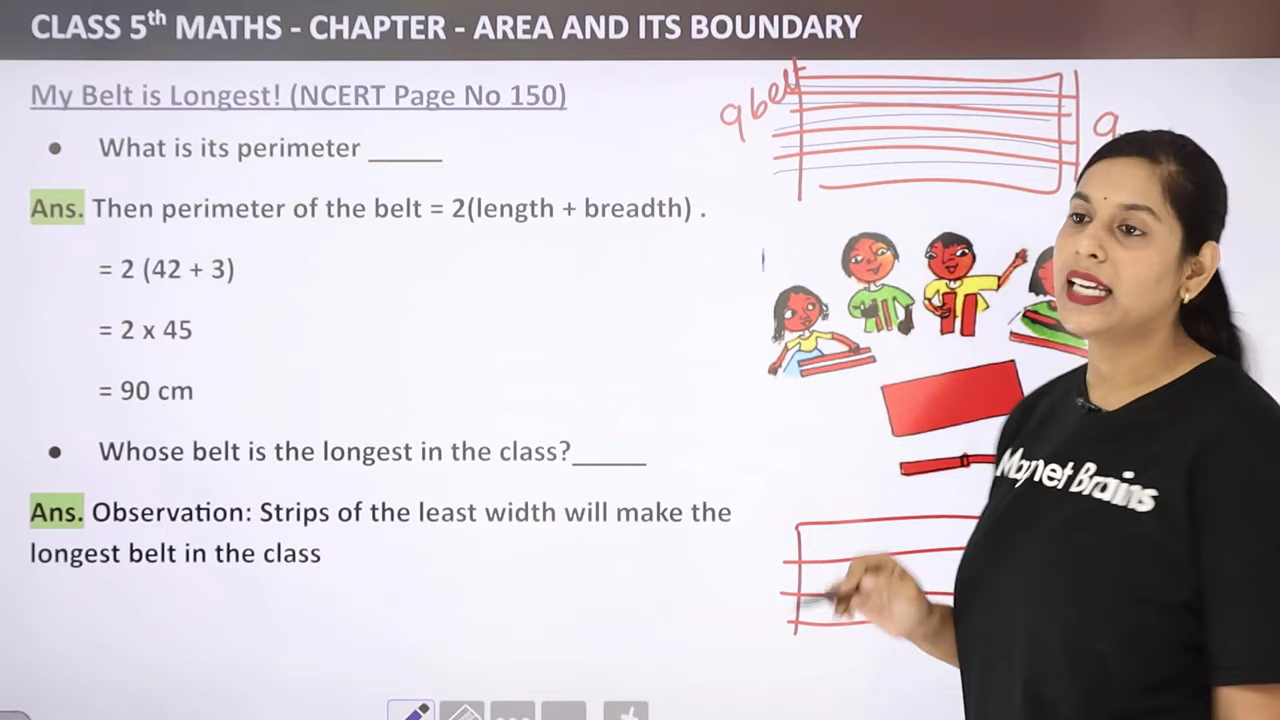 CLASS 5th MATHS - CHAPTER - AREA AND ITS BOUNDARY
My Belt is Longest! (NCERT Page No 150)
• What is its perimeter _____
Ans. Then perimeter of the belt = 2(length + breadth) .
= 2 (42 + 3)
= 2 x 45
= 90 cm
• Whose belt is the longest in the class?_____
Ans. Observation: Strips of the least width will make the
longest belt in the class
9 belt
9
Magnet Brains